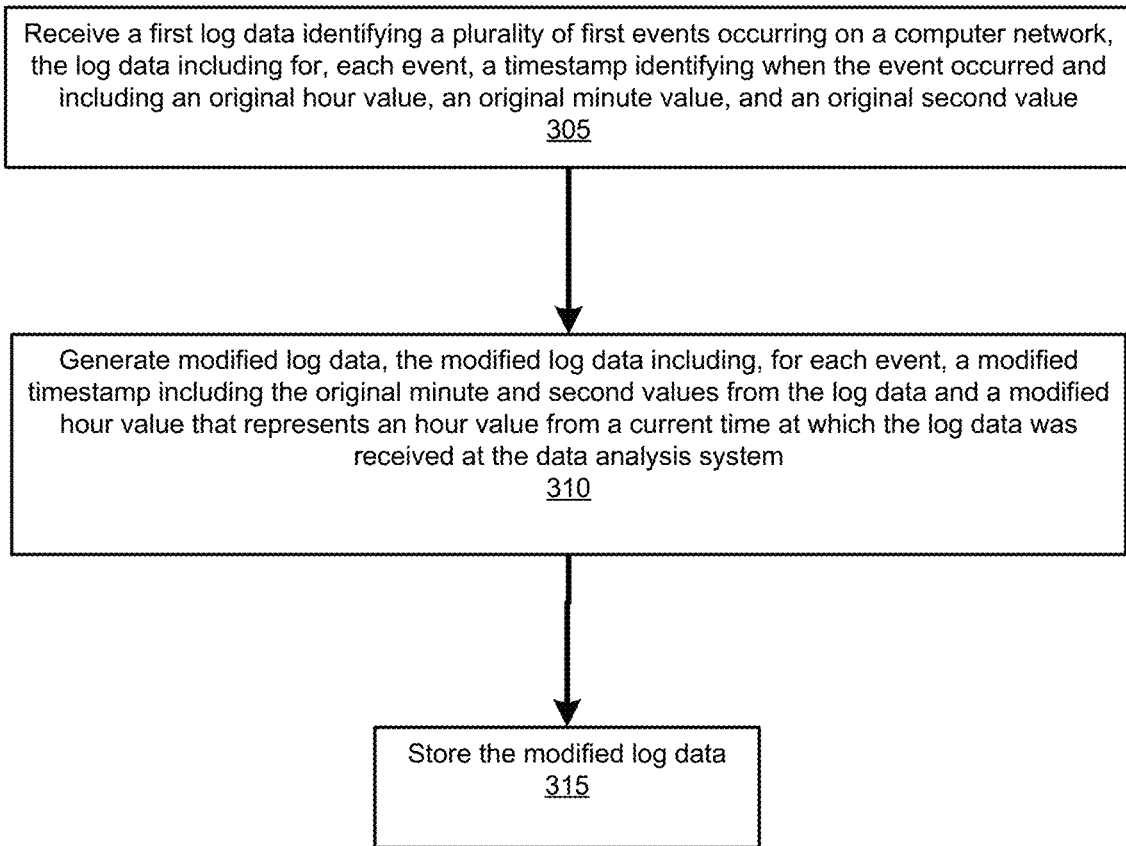 Receive a first log data identifying a plurality of first events occurring on a computer network,
the log data including for, each event, a timestamp identifying when the event occurred and
including an original hour value, an original minute value, and an original second value
305
Generate modified log data, the modified log data including, for each event, a modified
timestamp including the original minute and second values from the log data and a modified
hour value that represents an hour value from a current time at which the log data was
received at the data analysis system
310
Store the modified log data
315